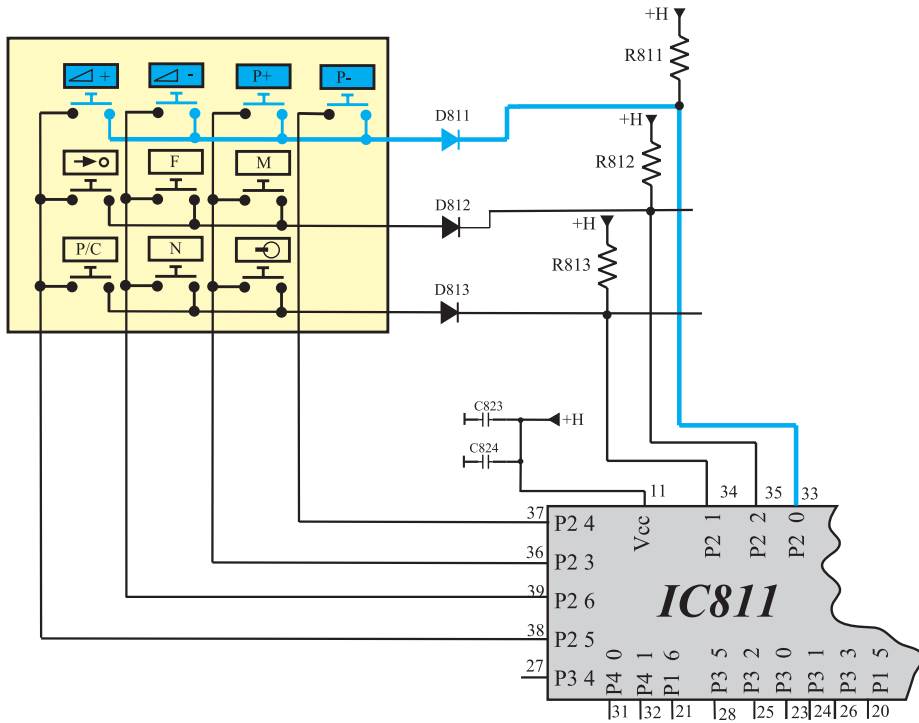 +H
R811
+
-
P+
P-
D811
+H
R812
F
M
D812
+H
R813
P/C
N
D813
C823
+H
C824
11
34
35
33
37
P2 4
Vcc
P2 1
P2 2
P2 0
36
P2 3
39
P2 6
IC811
38
P2 5
27
P3 4
P4 0
P4 1
P1 6
P3 5
P3 2
P3 0
P3 1
P3 3
P1 5
31
32
21
28
25
23
24
26
20